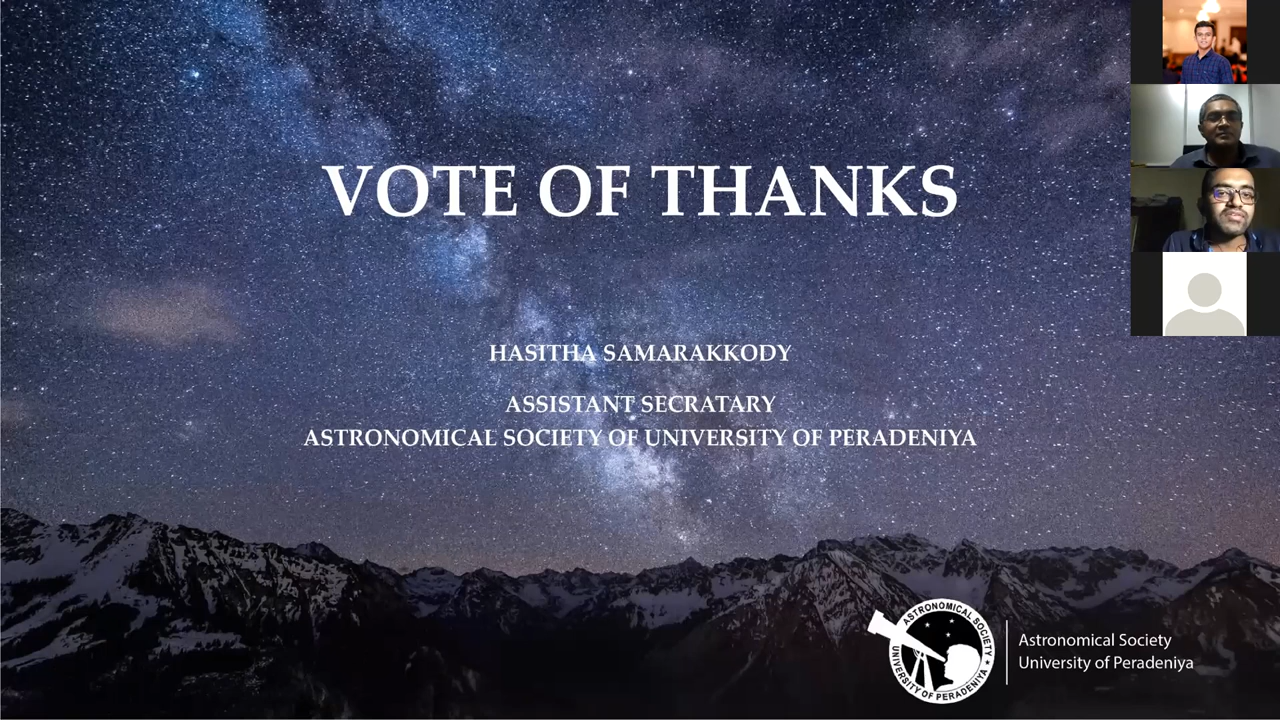 VOTE OF THANKS
HASITHA SAMARAKKODY
ASSISTANT SECRATARY
ASTRONOMICAL SOCIETY OF UNIVERSITY OF PERADENIYA
ASTRONOMICAL SOCIETY
UNIVERSITY OF PERADENIYA
Astronomical Society
University of Peradeniya